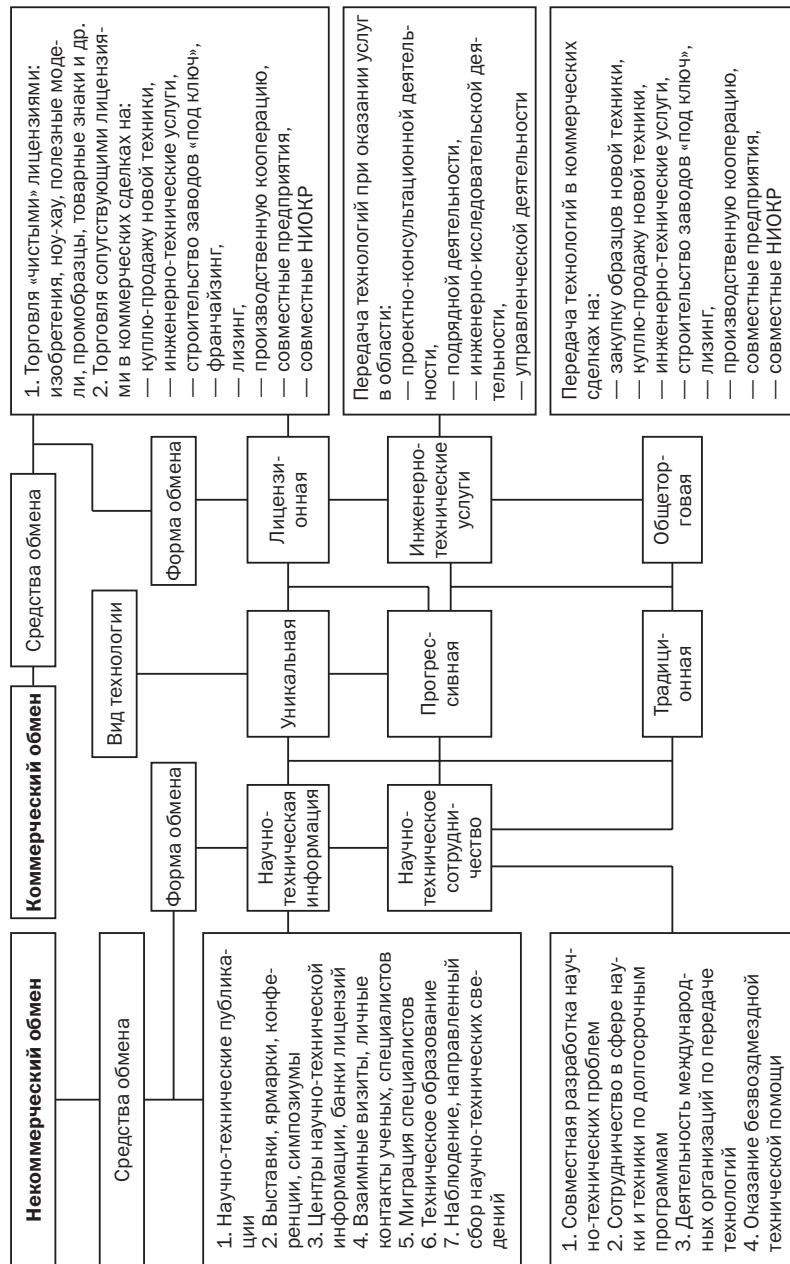 Некоммерческий обмен
Средства обмена
Форма обмена
1. Научно-технические публика-
ции
2. Выставки, ярмарки, конфе-
ренции, симпозиумы
3. Центры научно-технической
информации, банки лицензий
4. Взаимные визиты, личные
контакты ученых, специалистов
5. Миграция специалистов
6. Техническое образование
7. Наблюдение, направленный
сбор научно-технических све-
дений
1. Совместная разработка науч-
но-технических проблем
2. Сотрудничество в сфере нау-
ки и техники по долгосрочным
программам
3. Деятельность международ-
ных организаций по передаче
технологий
4. Оказание безвоздмездной
технической помощи
Научно-
техническая
информация
Научно-
техническое
сотрудни-
чество
Коммерческий обмен
Средства обмена
Вид технологии
Уникальная
Прогрес-
сивная
Традици-
онная
Форма обмена
Лицензи-
онная
Инженерно-
технические
услуги
Общетор-
говая
1. Торговля «чистыми» лицензиями:
изобретения, ноу-хау, полезные моде-
ли, промобразцы, товарные знаки и др.
2. Торговля сопутствующими лицензия-
ми в коммерческих сделках на:
— куплю-продажу новой техники,
— инженерно-технические услуги,
— строительство заводов «под ключ»,
— франчайзинг,
— лизинг,
— производственную кооперацию,
— совместные предприятия,
— совместные НИОКР
Передача технологий при оказании услуг
в области:
— проектно-консультационной деятель-
ности,
— подрядной деятельности,
— инженерно-исследовательской дея-
тельности,
— управленческой деятельности
Передача технологий в коммерческих
сделках на:
— закупку образцов новой техники,
— куплю-продажу новой техники,
— инженерно-технические услуги,
— строительство заводов «под ключ»,
— лизинг,
— производственную кооперацию,
— совместные предприятия,
— совместные НИОКР